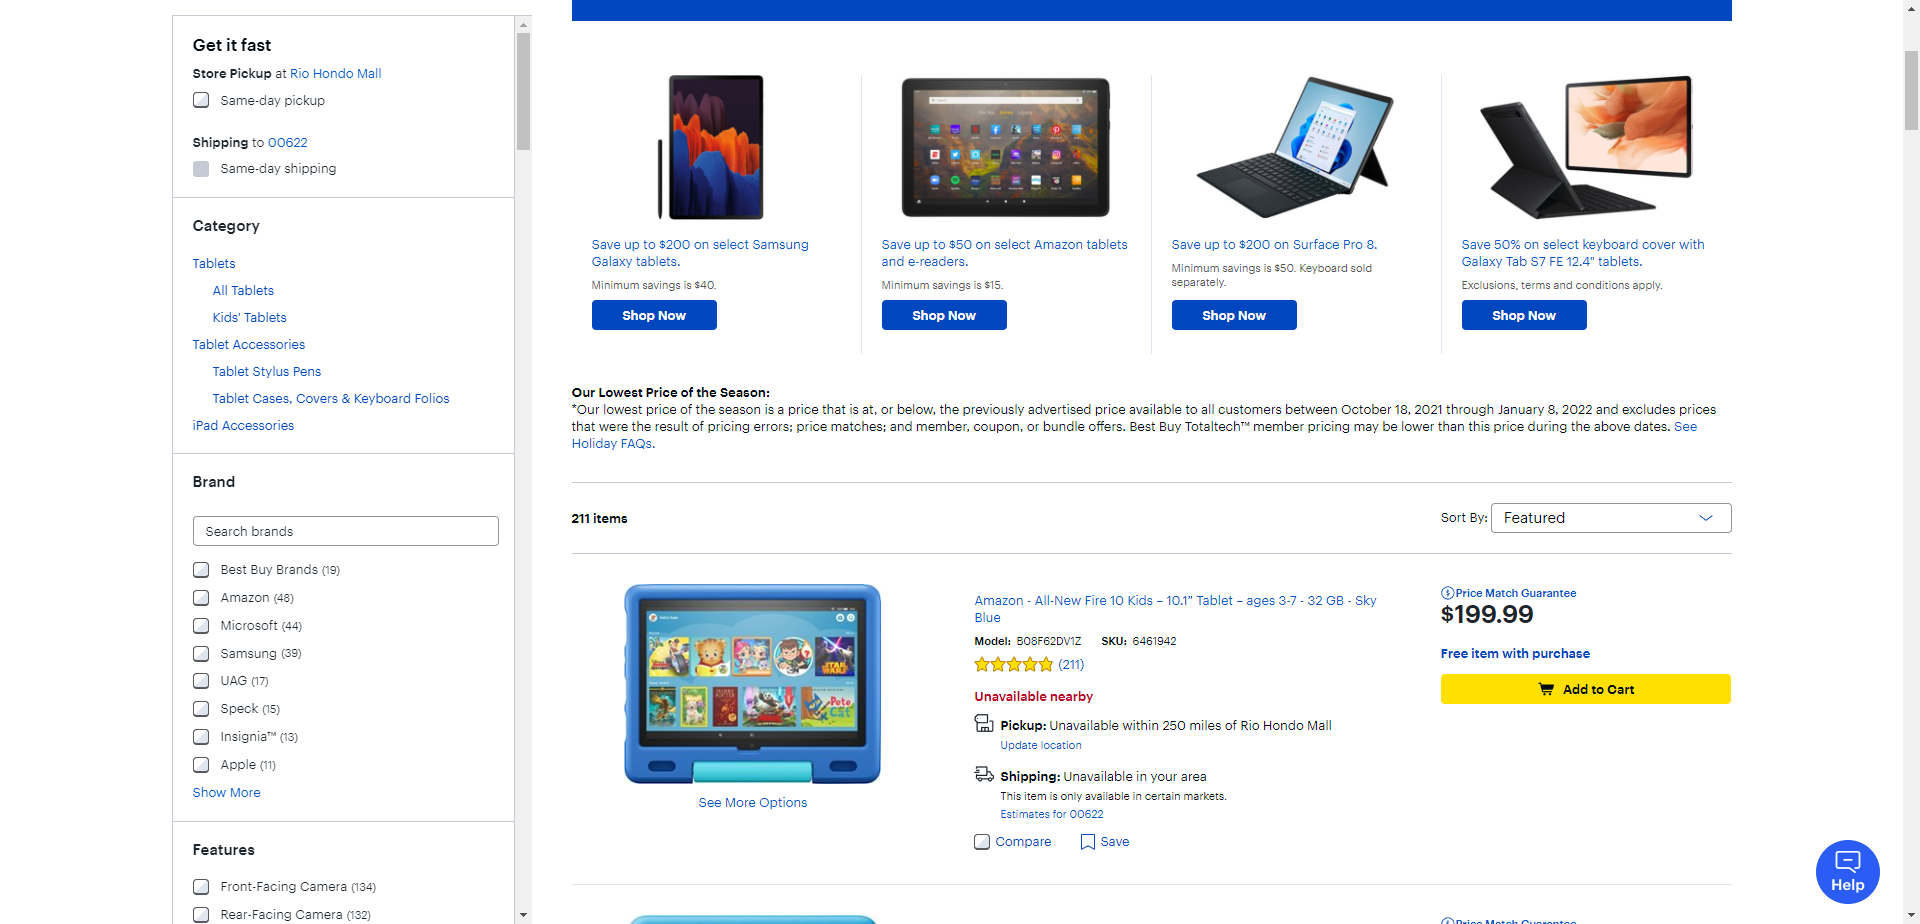 Get it fast
Store Pickup at Rio Hondo Mall
Same-day pickup
Shipping to 00622
Same-day shipping
Category
Tablets
All Tablets
Kids' Tablets
Tablet Accessories
Tablet Stylus Pens
Tablet Cases, Covers & Keyboard Folios
iPad Accessories
Brand
Search brands
Best Buy Brands (19)
Amazon (48)
Microsoft (44)
Samsung (39)
UAG (17)
Speck (15)
Insignia™ (13)
Apple (11)
Show More
Features
Front-Facing Camera (134)
Rear-Facing Camera (132)
Save up to $200 on select Samsung
Galaxy tablets.
Minimum savings is $40.
Shop Now
Save up to $50 on select Amazon tablets
and e-readers.
Minimum savings is $15.
Shop Now
Save up to $200 on Surface Pro 8.
Minimum savings is $50. Keyboard sold
separately.
Shop Now
Save 50% on select keyboard cover with
Galaxy Tab S7 FE 12.4" tablets.
Exclusions, terms and conditions apply.
Shop Now
Our Lowest Price of the Season:
*Our lowest price of the season is a price that is at, or below, the previously advertised price available to all customers between October 18, 2021 through January 8, 2022 and excludes prices
that were the result of pricing errors; price matches; and member, coupon, or bundle offers. Best Buy Totaltech™ member pricing may be lower than this price during the above dates. See
Holiday FAQs.
211 items
Sort By: Featured
STAR WARS
Pete the Cat
See More Options
Amazon - All-New Fire 10 Kids – 10.1” Tablet – ages 3-7 - 32 GB - Sky
Blue
Model: B08F62DV1Z SKU: 6461942
(211)
Unavailable nearby
Pickup: Unavailable within 250 miles of Rio Hondo Mall
Update location
Shipping: Unavailable in your area
This item is only available in certain markets.
Estimates for 00622
Compare
Save
Price Match Guarantee
$199.99
Free item with purchase
Add to Cart
Price Match Guarantee
Help